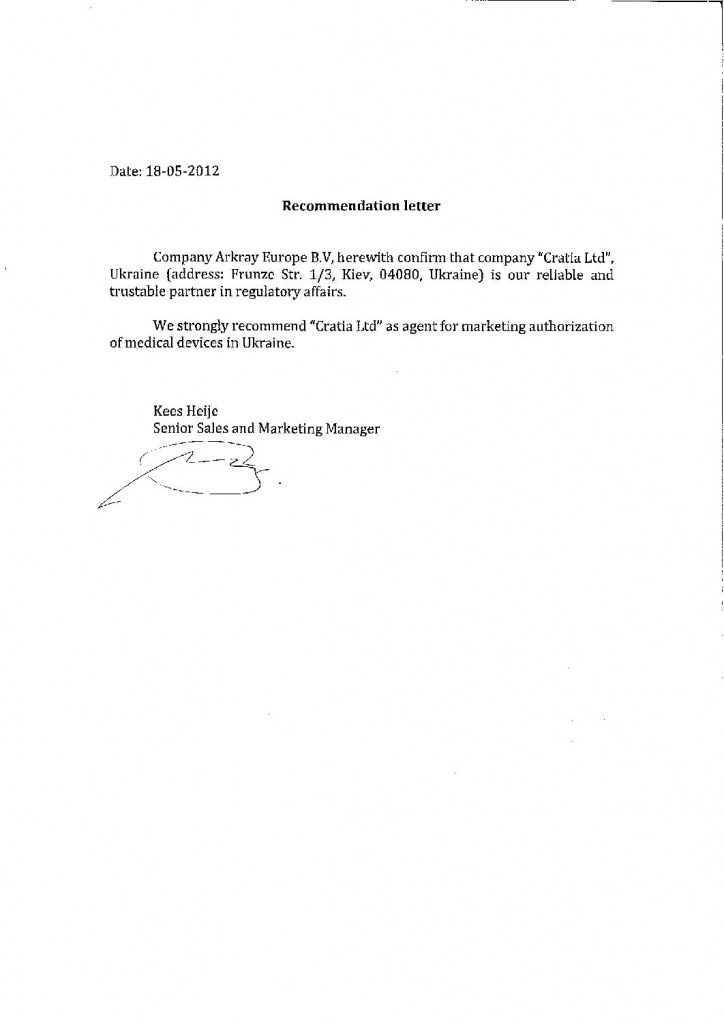 Date: 18-05-2012
Recommendation letter
Company Arkray Europe B.V, herewith confirm that company "Cratia Ltd",
Ukraine (address: Frunze Str. 1/3, Kiev, 04080, Ukraine) is our reliable and
trustable partner in regulatory affairs.
We strongly recommend "Cratia Ltd" as agent for marketing authorization
of medical devices in Ukraine.
Kees Heije
Senior Sales and Marketing Manager